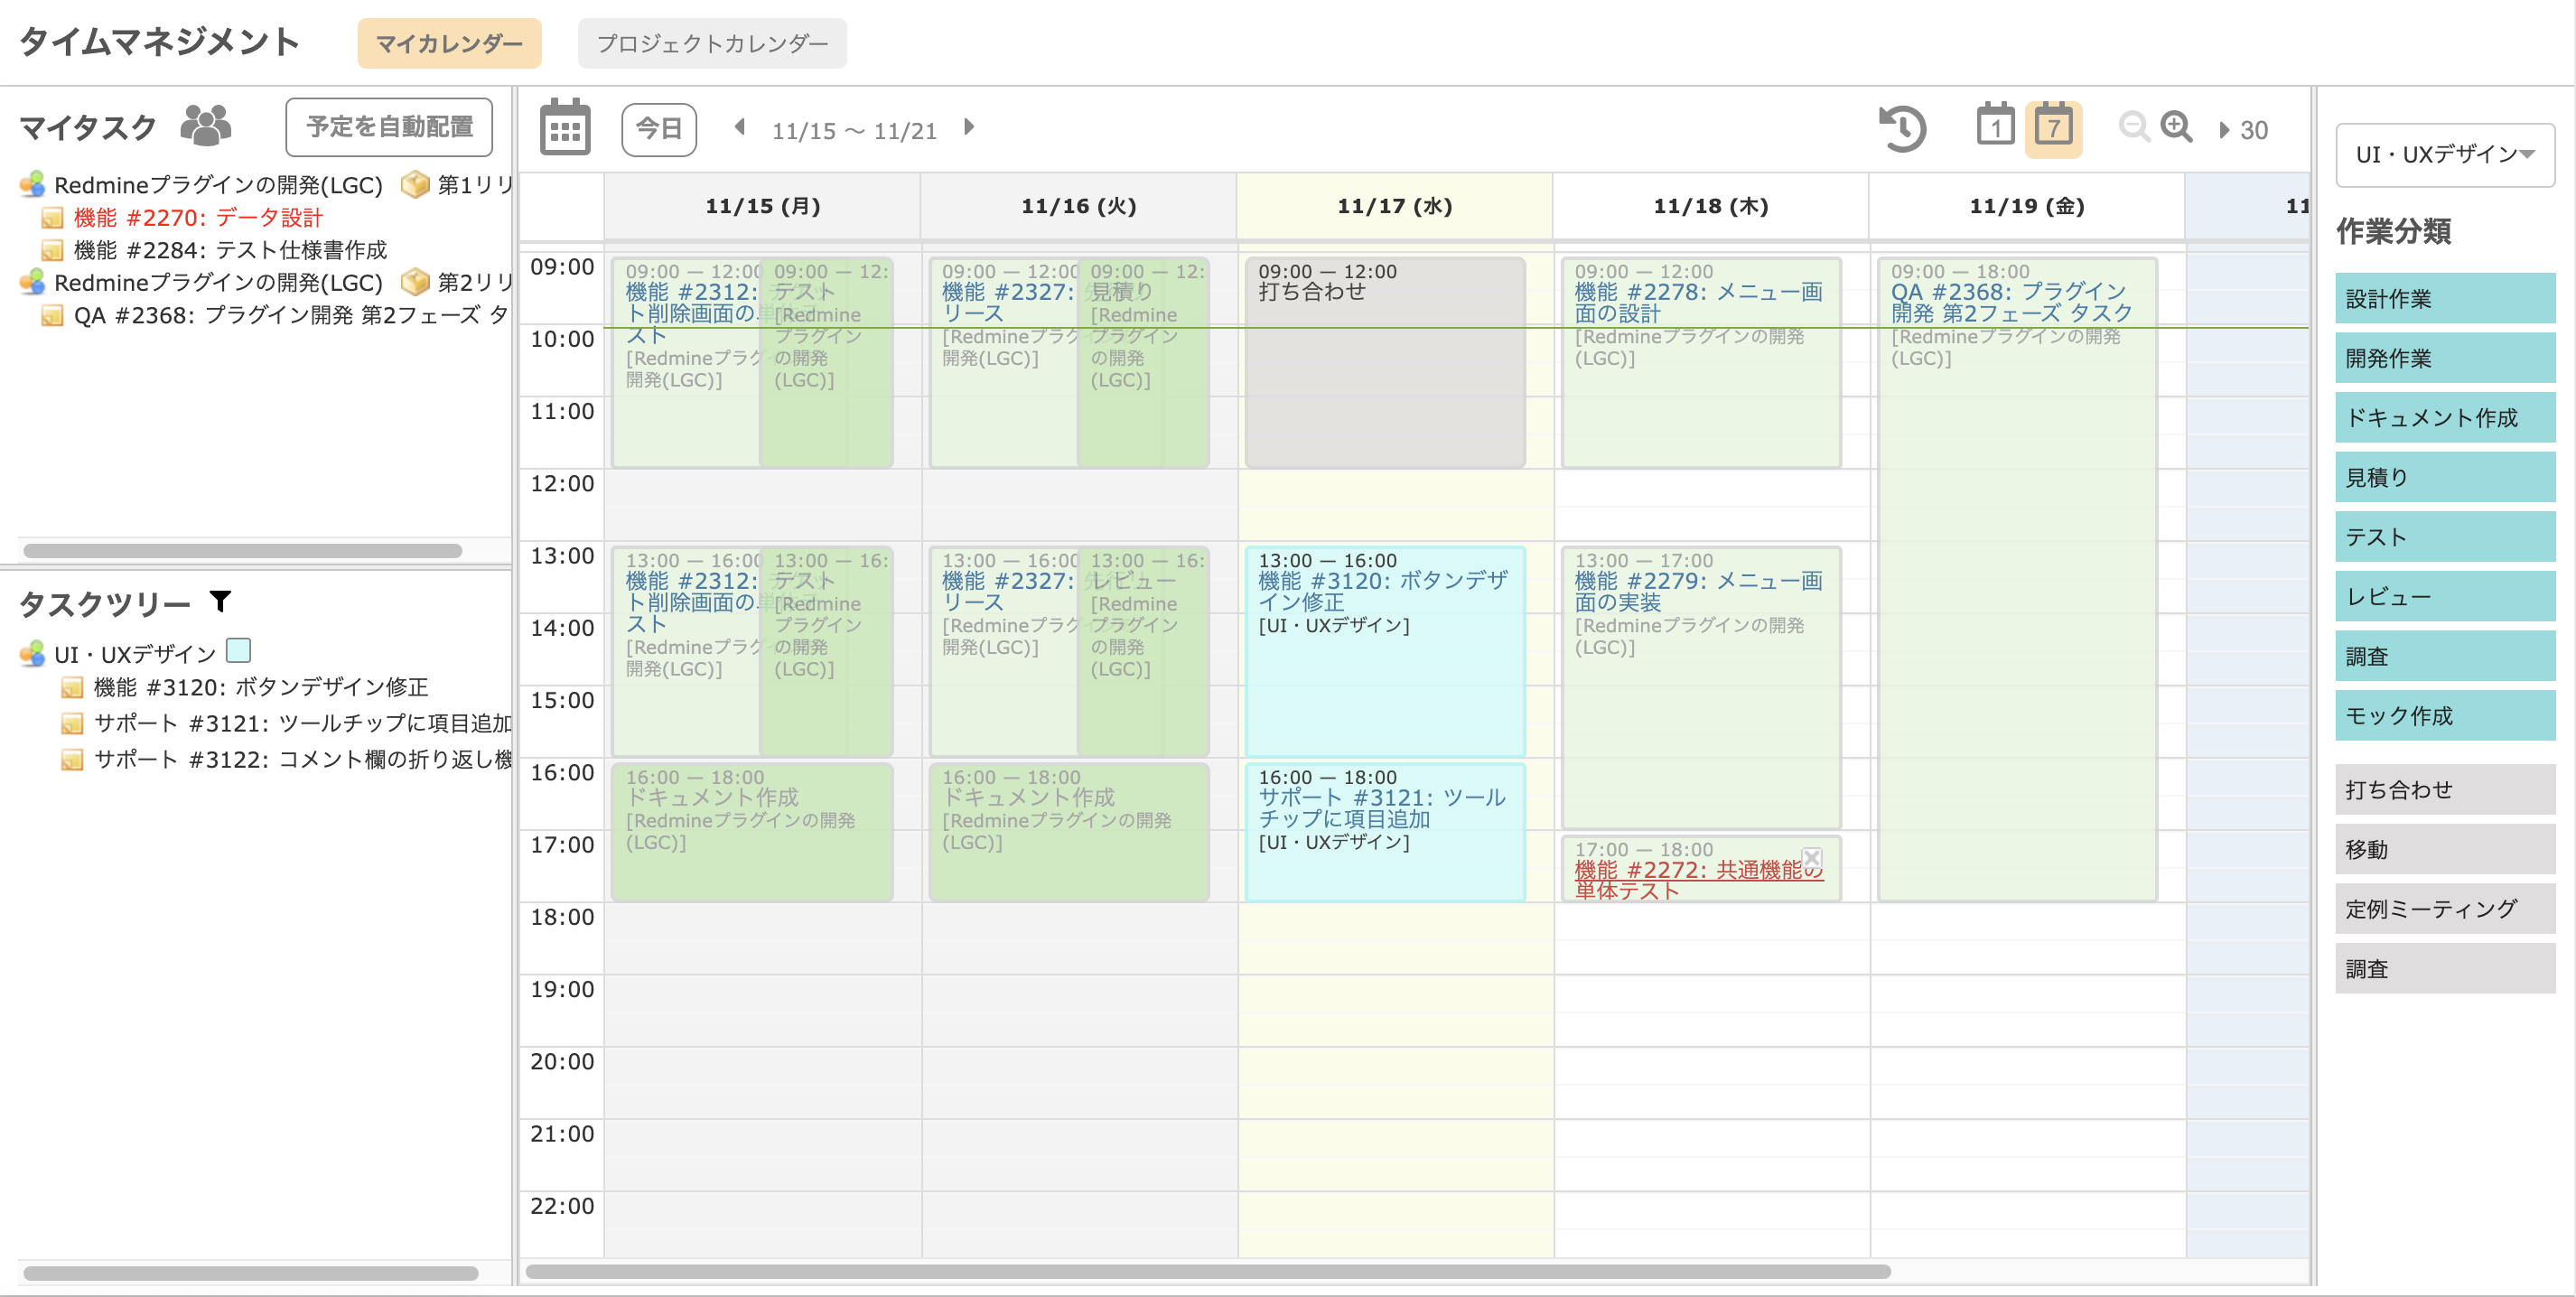 タイムマネジメント
マイカレンダー
プロジェクトカレンダー
マイタスク
予定を自動配置
Redmineプラグインの開発(LGC) 第1リリ
機能 #2270: データ設計
機能 #2284: テスト仕様書作成
Redmineプラグインの開発(LGC) 第2リリ
QA #2368: プラグイン開発 第2フェーズ タ
タスクツリー
UI・UXデザイン
機能 #3120: ボタンデザイン修正
サポート #3121: ツールチップに項目追加
サポート #3122: コメント欄の折り返し機
今日
11/15 ～ 11/21
1
7
30
11/15 (月)
11/16 (火)
11/17 (水)
11/18 (木)
11/19 (金)
11
09:00
10:00
11:00
12:00
13:00
14:00
15:00
16:00
17:00
18:00
19:00
20:00
21:00
22:00
09:00 — 12:00
機能 #2312:
ト削除画面の単体テ
スト
[Redmineプラグ
開発(LGC)]
09:00 — 12:
テスト
[Redmine
プラグイン
の開発
(LGC)]
13:00 — 16:00
機能 #2312:
ト削除画面の単体テ
スト
[Redmineプラグ
開発(LGC)]
13:00 — 16:
テスト
[Redmine
プラグイン
の開発
(LGC)]
16:00 — 18:00
ドキュメント作成
[Redmineプラグインの開発
(LGC)]
09:00 — 12:00
機能 #2327:
リース
[Redmineプラグ
開発(LGC)]
09:00 — 12:
見積り
[Redmine
プラグイン
の開発
(LGC)]
13:00 — 16:00
機能 #2327:
リース
[Redmineプラグ
開発(LGC)]
13:00 — 16:
レビュー
[Redmine
プラグイン
の開発
(LGC)]
16:00 — 18:00
ドキュメント作成
[Redmineプラグインの開発
(LGC)]
09:00 — 12:00
打ち合わせ
13:00 — 16:00
機能 #3120: ボタンデザ
イン修正
[UI・UXデザイン]
16:00 — 18:00
サポート #3121: ツール
チップに項目追加
[UI・UXデザイン]
09:00 — 12:00
機能 #2278: メニュー画
面の設計
[Redmineプラグインの開発
(LGC)]
13:00 — 17:00
機能 #2279: メニュー画
面の実装
[Redmineプラグインの開発
(LGC)]
17:00 — 18:00
機能 #2272: 共通機能の
単体テスト
09:00 — 18:00
QA #2368: プラグイン
開発 第2フェーズ タスク
[Redmineプラグインの開発
(LGC)]
UI・UXデザイン
作業分類
設計作業
開発作業
ドキュメント作成
見積り
テスト
レビュー
調査
モック作成
打ち合わせ
移動
定例ミーティング
調査